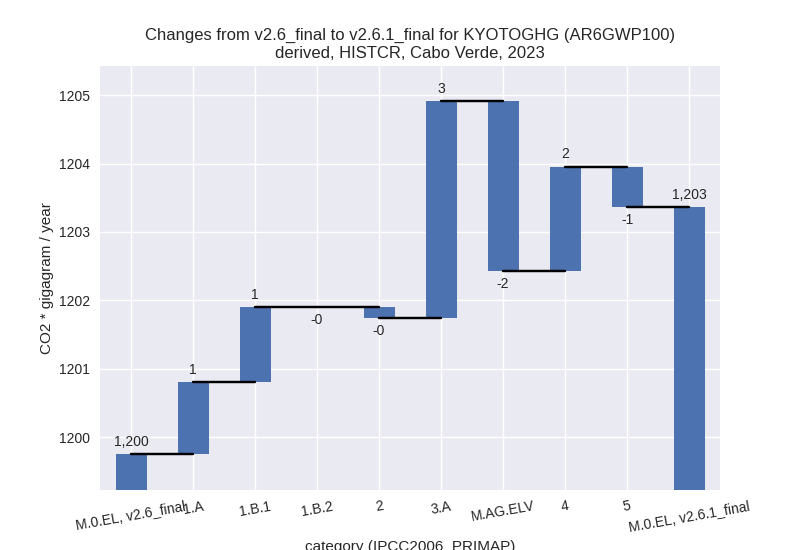 Changes from v2.6_final to v2.6.1_final for KYOTOGHG (AR6GWP100)
derived, HISTCR, Cabo Verde, 2023
CO2 * gigagram / year
1205
1204
1203
1202
1201
1200
1,200
1
1
-0
-0
3
-2
2
-1
1,203
M.0.EL, v2.6_final
1.A
1.B.1
1.B.2
2
3.A
M.AG.ELV
4
5
M.0.EL, v2.6.1_final
category (IPCC2006_PRIMAP)